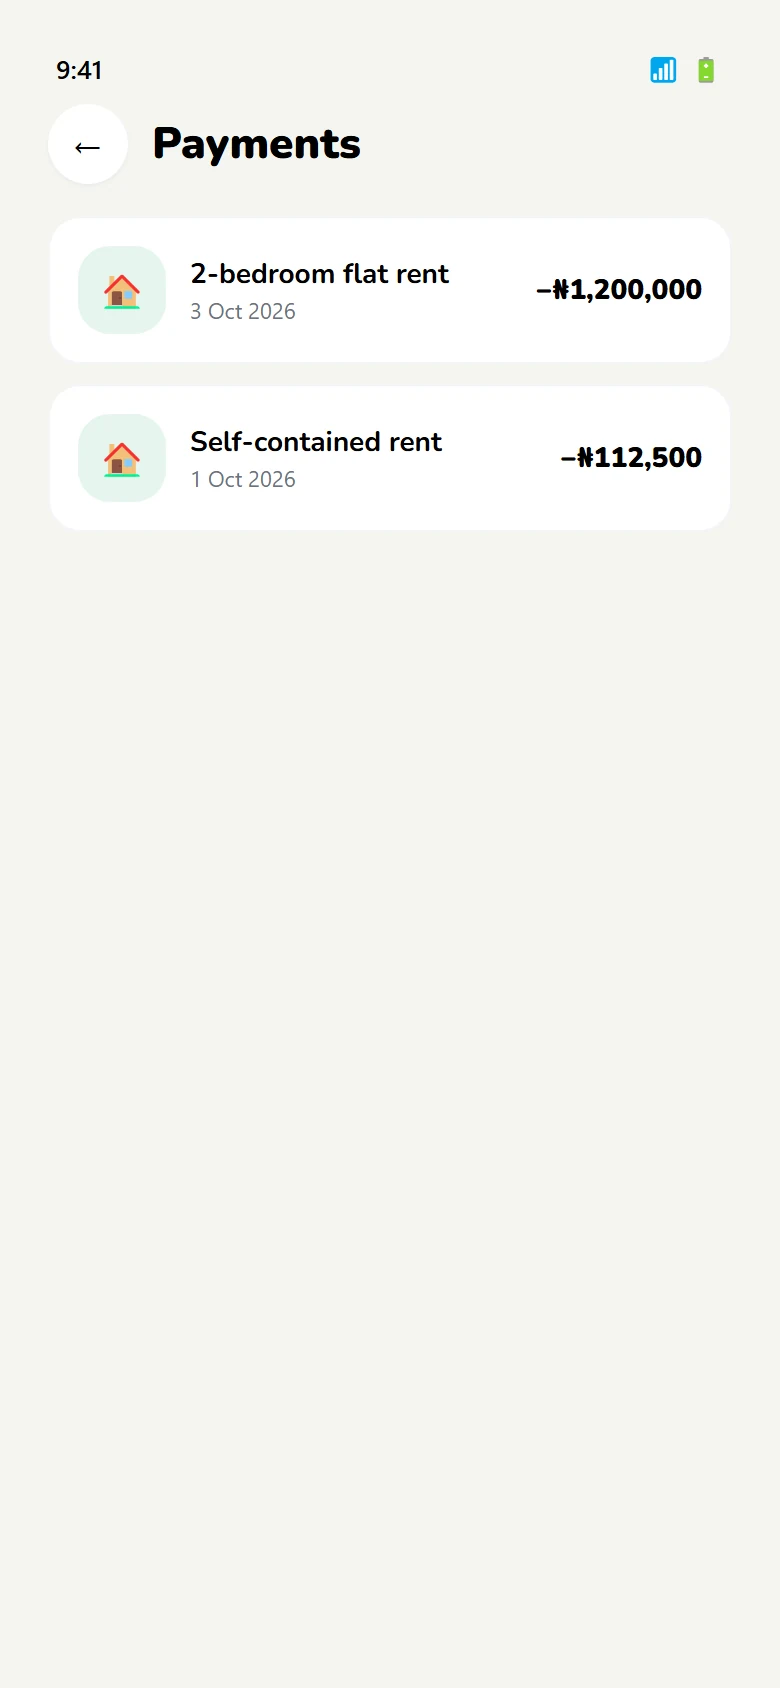 9:41
← Payments
2-bedroom flat rent
3 Oct 2026
–₦1,200,000
Self-contained rent
1 Oct 2026
–₦112,500